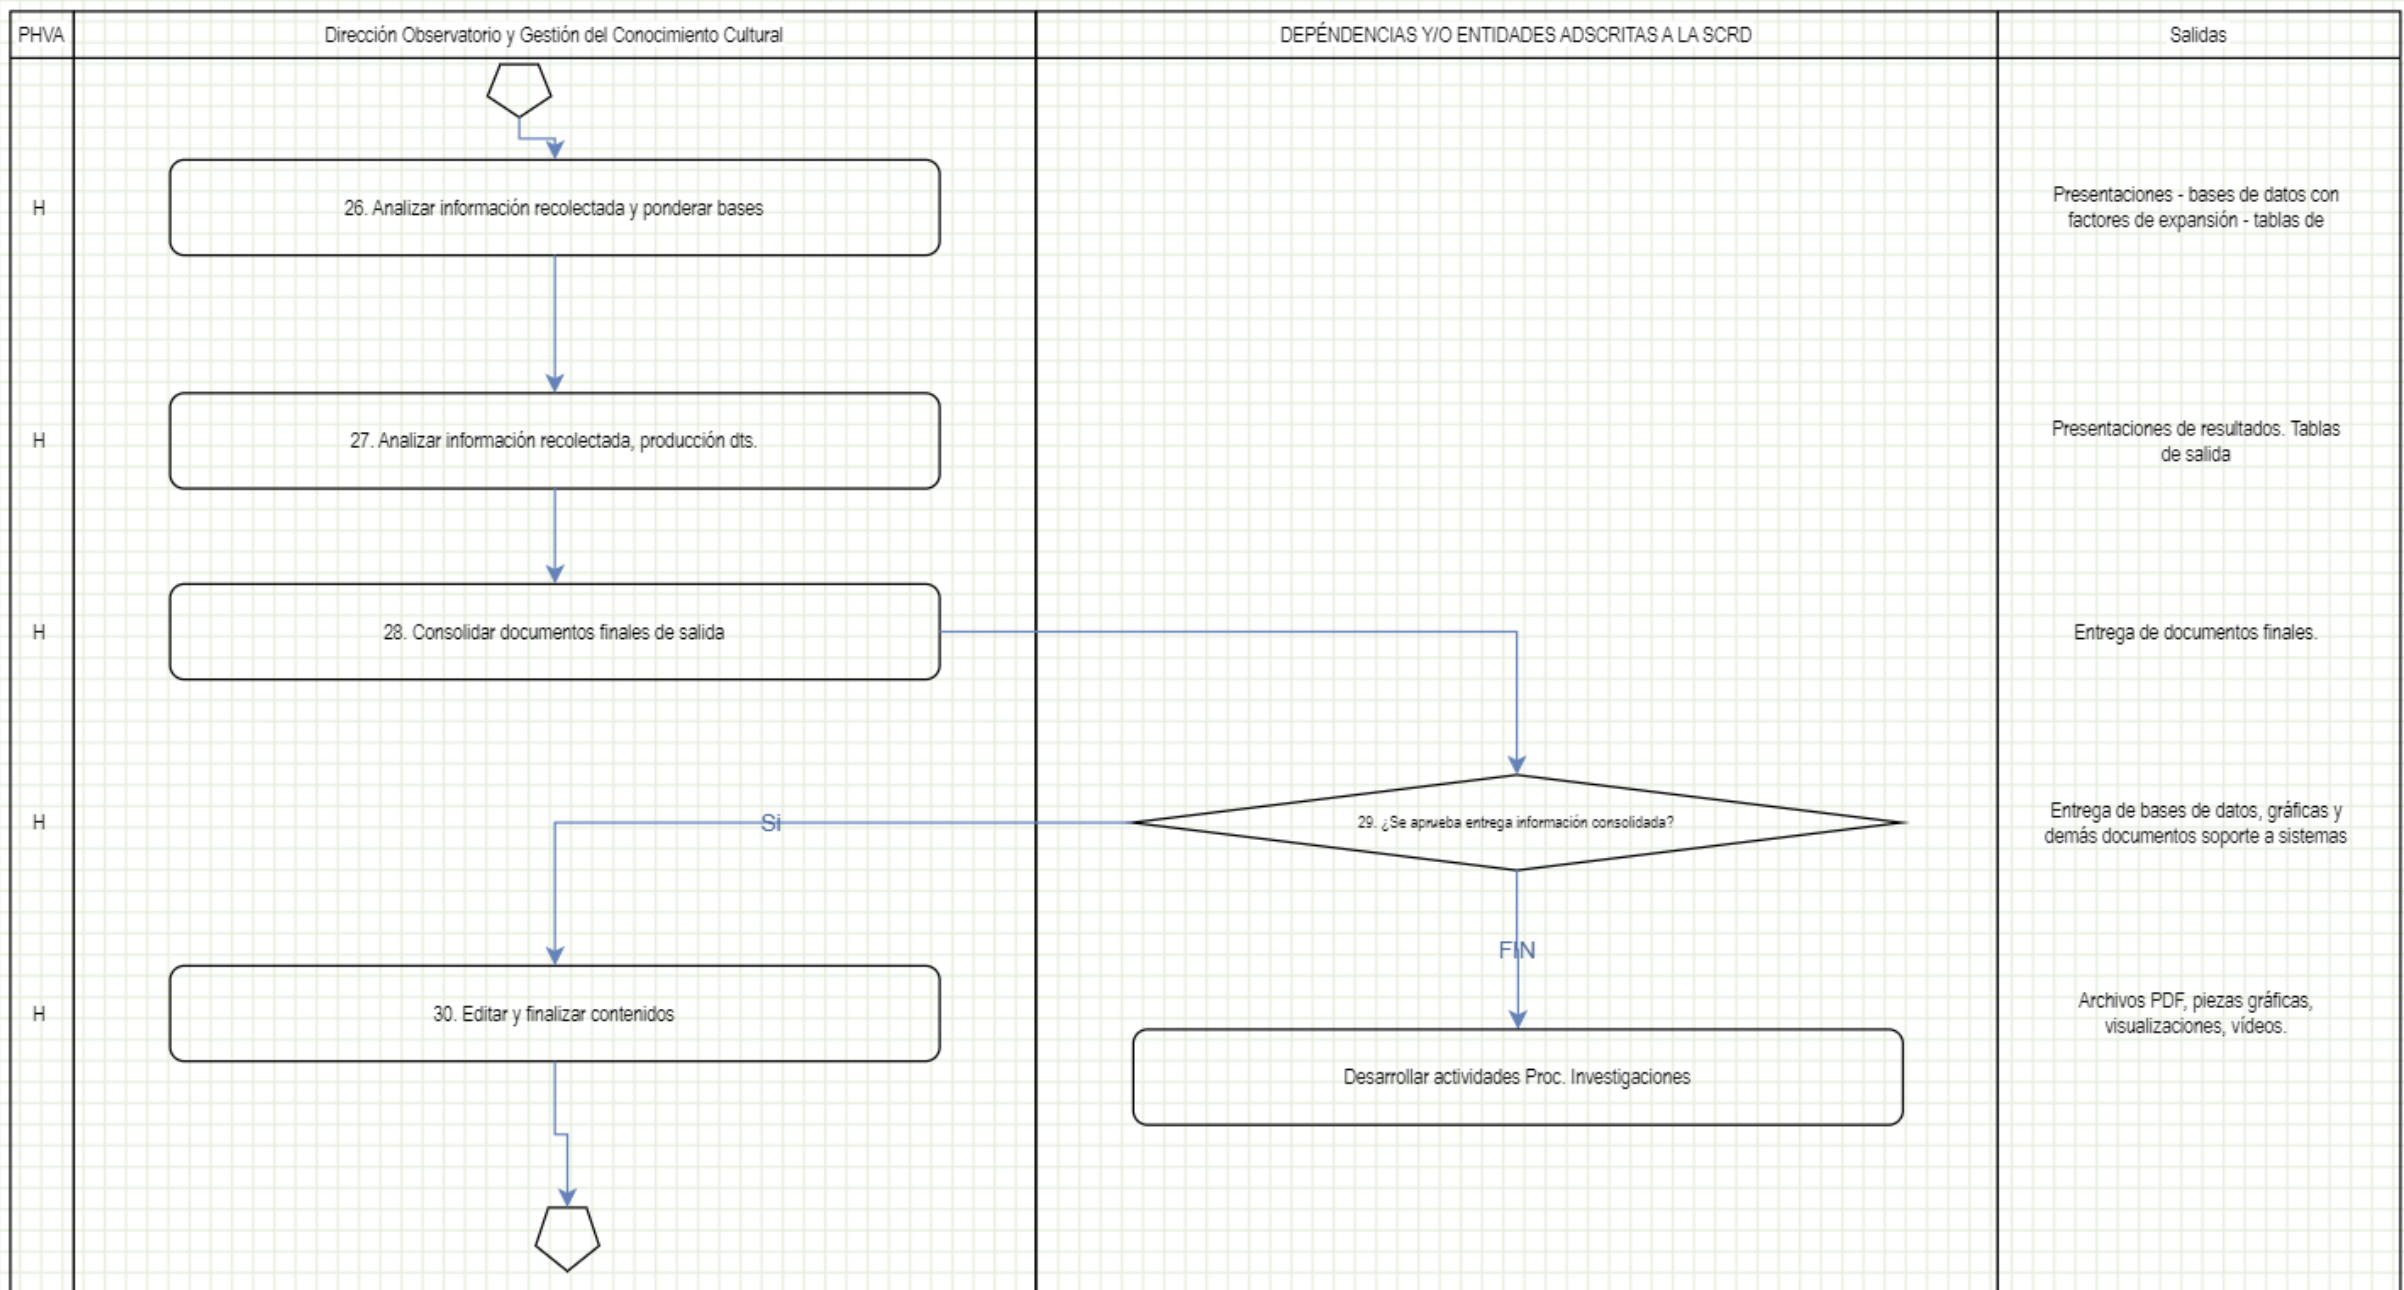 PHVA
Dirección Observatorio y Gestión del Conocimiento Cultural
DEPÉNDENCIAS Y/O ENTIDADES ADSCRITAS A LA SCRD
Salidas
H
26. Analizar información recolectada y ponderar bases
Presentaciones - bases de datos con
factores de expansión - tablas de
H
27. Analizar información recolectada, producción dts.
Presentaciones de resultados. Tablas
de salida
H
28. Consolidar documentos finales de salida
Entrega de documentos finales.
H
Si
29. ¿Se aprueba entrega información consolidada?
Entrega de bases de datos, gráficas y
demás documentos soporte a sistemas
FIN
H
30. Editar y finalizar contenidos
Archivos PDF, piezas gráficas,
visualizaciones, vídeos.
Desarrollar actividades Proc. Investigaciones